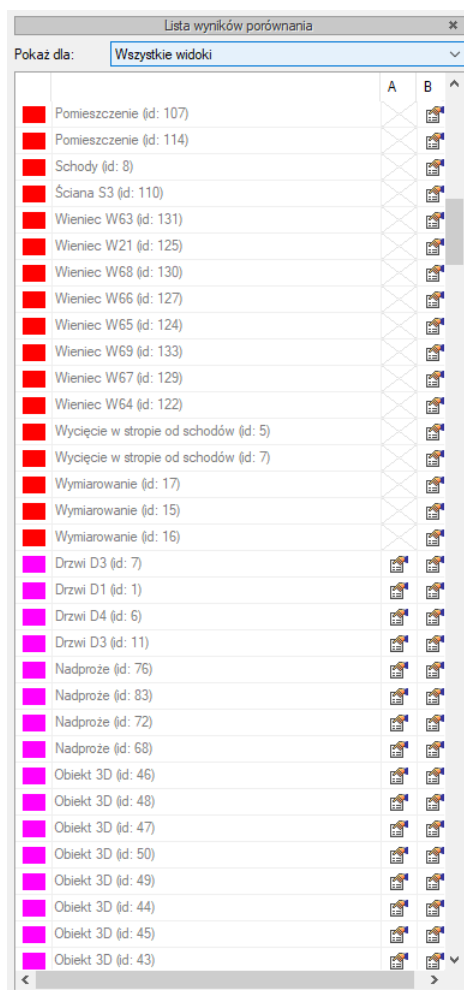 Lista wyników porównania
Pokaż dla: Wszystkie widoki
A B
Pomieszczenie (id: 107)
Pomieszczenie (id: 114)
Schody (id: 8)
Ściana S3 (id: 110)
Wieniec W63 (id: 131)
Wieniec W21 (id: 125)
Wieniec W68 (id: 130)
Wieniec W66 (id: 127)
Wieniec W65 (id: 124)
Wieniec W69 (id: 133)
Wieniec W67 (id: 129)
Wieniec W64 (id: 122)
Wycięcie w stropie od schodów (id: 5)
Wycięcie w stropie od schodów (id: 7)
Wymiarowanie (id: 17)
Wymiarowanie (id: 15)
Wymiarowanie (id: 16)
Drzwi D3 (id: 7)
Drzwi D1 (id: 1)
Drzwi D4 (id: 6)
Drzwi D3 (id: 11)
Nadproże (id: 76)
Nadproże (id: 83)
Nadproże (id: 72)
Nadproże (id: 68)
Obiekt 3D (id: 46)
Obiekt 3D (id: 48)
Obiekt 3D (id: 47)
Obiekt 3D (id: 50)
Obiekt 3D (id: 49)
Obiekt 3D (id: 44)
Obiekt 3D (id: 45)
Obiekt 3D (id: 43)